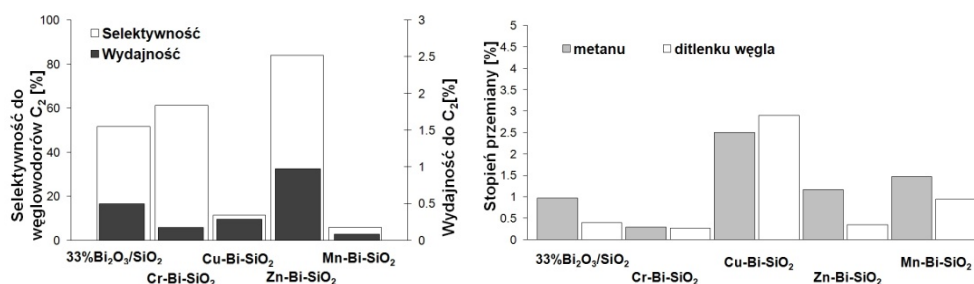 Selektywność do
węglowodorów C₂ [%]
100
80
60
40
20
0
Selektywność
Wydajność
3
2.5
2
1.5
1
0.5
0
Wydajność do C₂[%]
33%Bi₂O₃/SiO₂
Cr-Bi-SiO₂
Cu-Bi-SiO₂
Zn-Bi-SiO₂
Mn-Bi-SiO₂
Stopień przemiany [%]
5
4.5
4
3.5
3
2.5
2
1.5
1
0.5
0
metanu
ditlenku węgla
33%Bi₂O₃/SiO₂
Cr-Bi-SiO₂
Cu-Bi-SiO₂
Zn-Bi-SiO₂
Mn-Bi-SiO₂